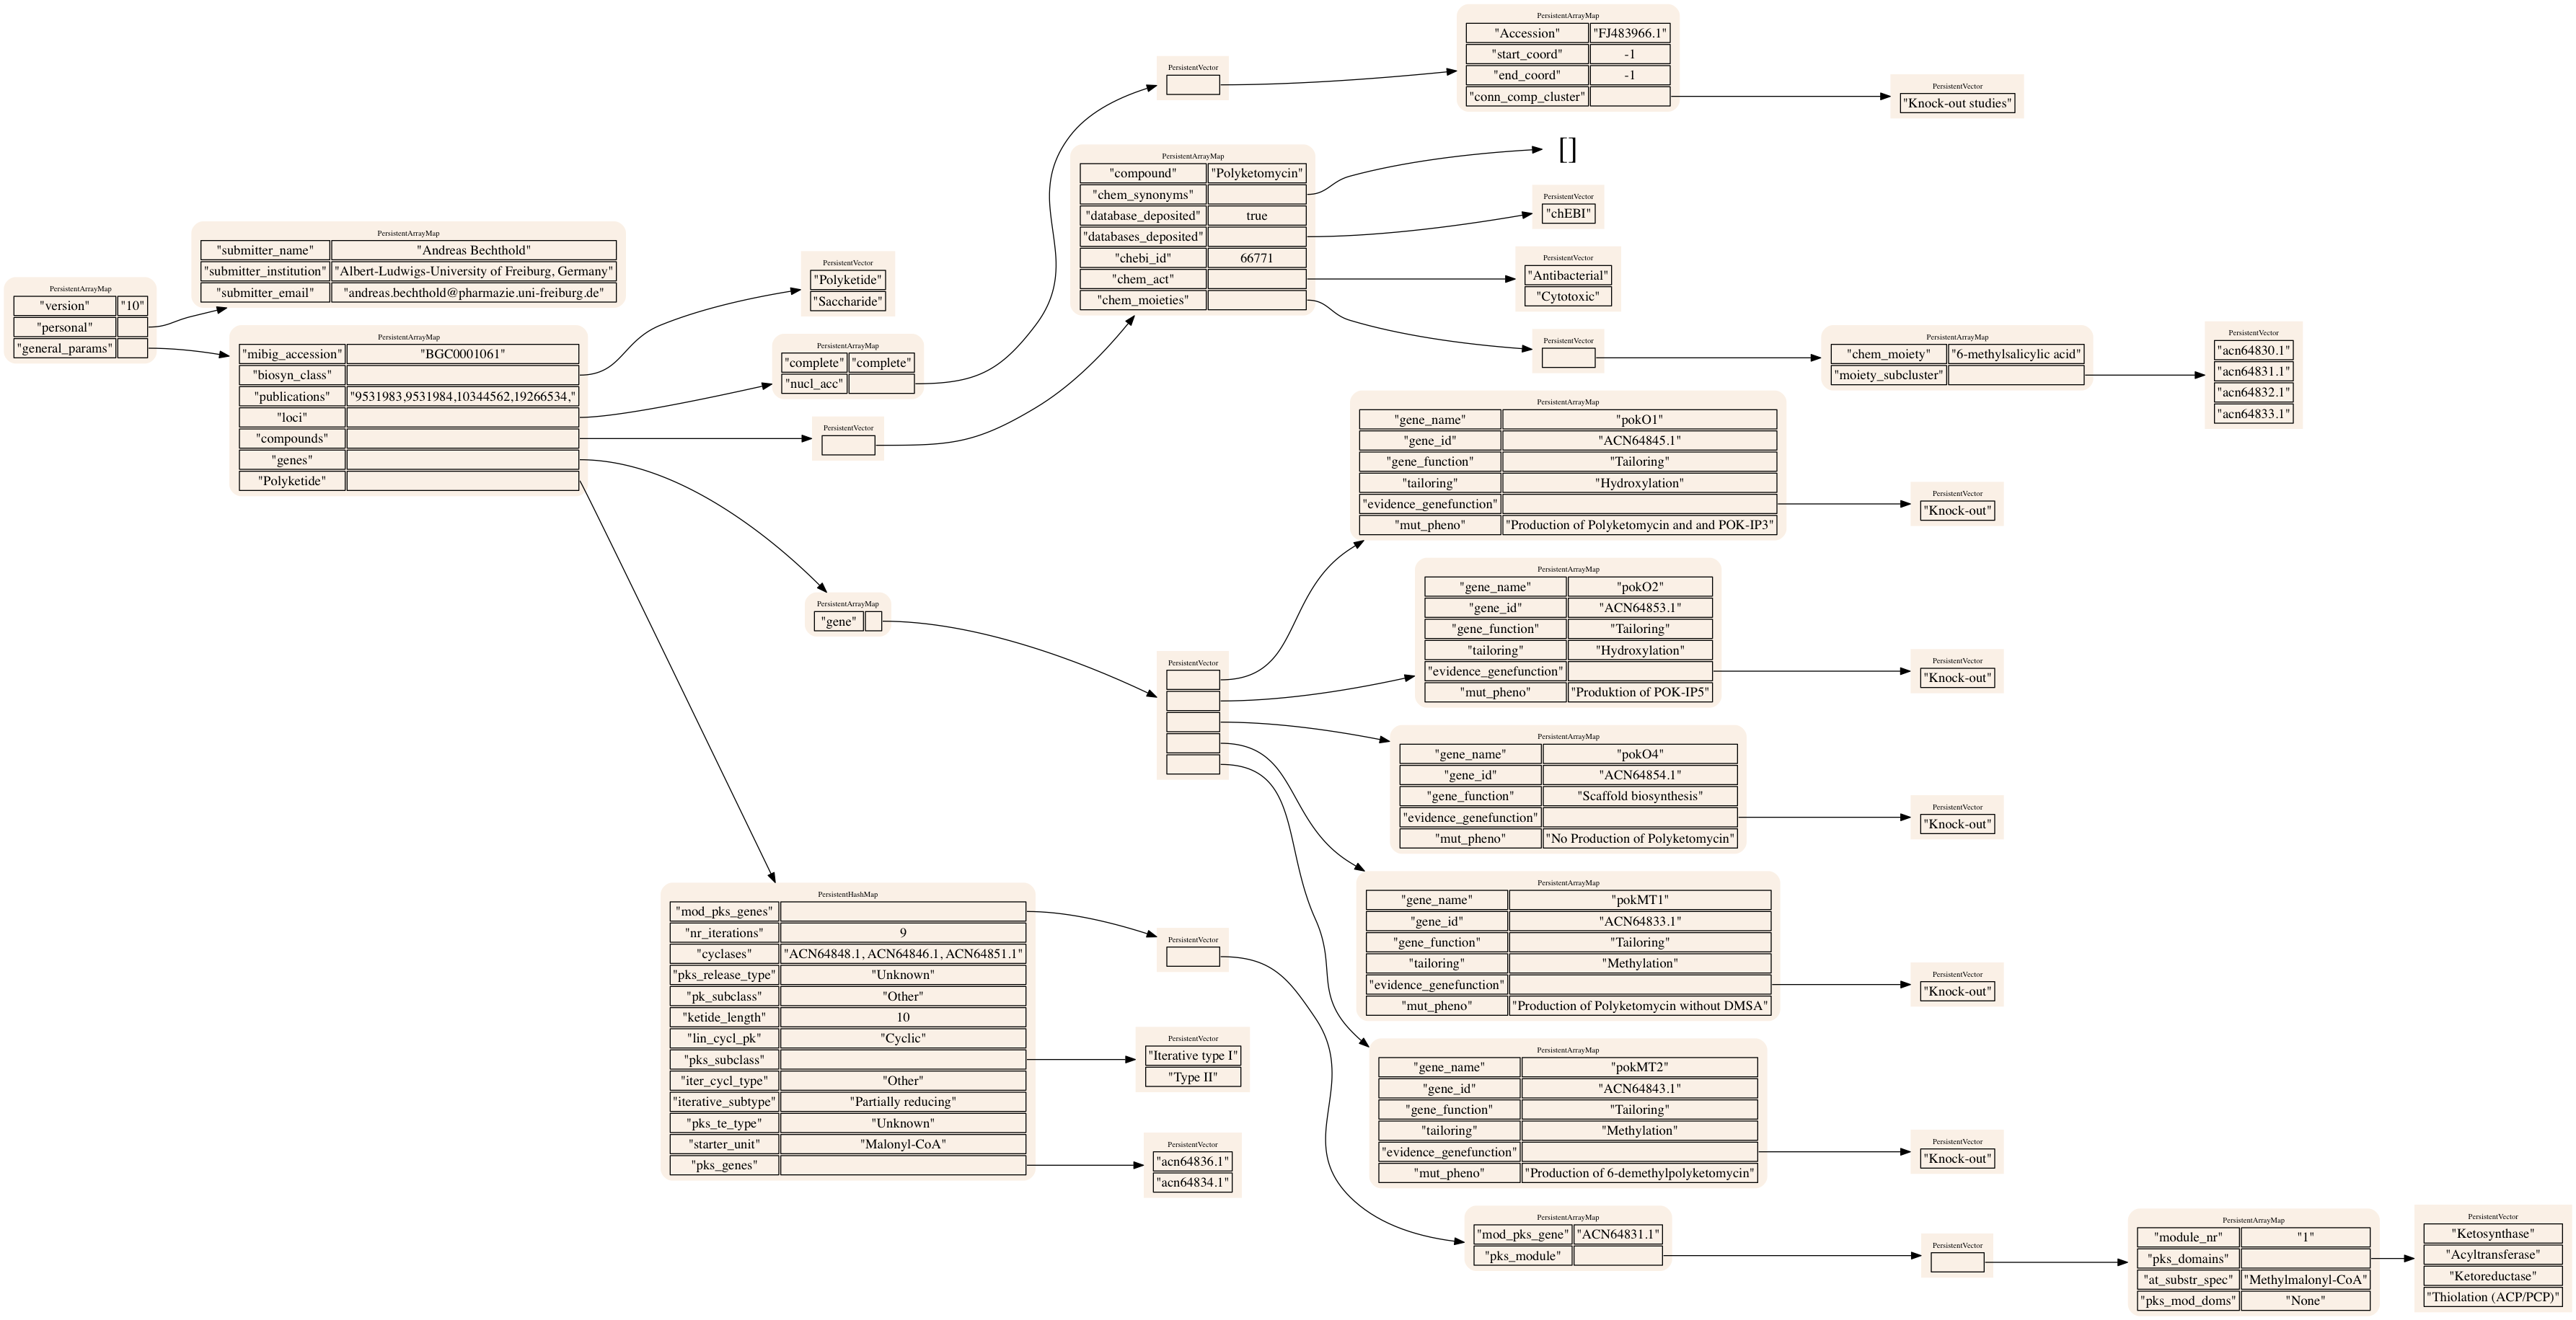 PersistentArrayMap
"version" "10"
"personal"
"general_params"
PersistentArrayMap
"submitter_name" "Andreas Bechthold"
"submitter_institution" "Albert-Ludwigs-University of Freiburg, Germany"
"submitter_email" "andreas.bechthold@pharmazie.uni-freiburg.de"
PersistentArrayMap
"mibig_accession" "BGC0001061"
"biosyn_class"
"publications" "9531983,9531984,10344562,19266534,"
"loci"
"compounds"
"genes"
"Polyketide"
PersistentVector
"Polyketide"
"Saccharide"
PersistentArrayMap
"complete" "complete"
"nucl_acc"
PersistentVector
PersistentArrayMap
"Accession" "FJ483966.1"
"start_coord" -1
"end_coord" -1
"conn_comp_cluster"
PersistentVector
"Knock-out studies"
PersistentVector
PersistentArrayMap
"compound" "Polyketomycin"
"chem_synonyms"
"database_deposited" true
"databases_deposited"
"chebi_id" 66771
"chem_act"
"chem_moieties"
[]
PersistentVector
"chEBI"
PersistentVector
"Antibacterial"
"Cytotoxic"
PersistentVector
PersistentArrayMap
"chem_moiety" "6-methylsalicylic acid"
"moiety_subcluster"
PersistentVector
"acn64830.1"
"acn64831.1"
"acn64832.1"
"acn64833.1"
PersistentArrayMap
"gene"
PersistentVector
PersistentArrayMap
"gene_name" "pokO1"
"gene_id" "ACN64845.1"
"gene_function" "Tailoring"
"tailoring" "Hydroxylation"
"evidence_genefunction"
"mut_pheno" "Production of Polyketomycin and and POK-IP3"
PersistentVector
"Knock-out"
PersistentArrayMap
"gene_name" "pokO2"
"gene_id" "ACN64853.1"
"gene_function" "Tailoring"
"tailoring" "Hydroxylation"
"evidence_genefunction"
"mut_pheno" "Produktion of POK-IP5"
PersistentVector
"Knock-out"
PersistentArrayMap
"gene_name" "pokO4"
"gene_id" "ACN64854.1"
"gene_function" "Scaffold biosynthesis"
"evidence_genefunction"
"mut_pheno" "No Production of Polyketomycin"
PersistentVector
"Knock-out"
PersistentArrayMap
"gene_name" "pokMT1"
"gene_id" "ACN64833.1"
"gene_function" "Tailoring"
"tailoring" "Methylation"
"evidence_genefunction"
"mut_pheno" "Production of Polyketomycin without DMSA"
PersistentVector
"Knock-out"
PersistentArrayMap
"gene_name" "pokMT2"
"gene_id" "ACN64843.1"
"gene_function" "Tailoring"
"tailoring" "Methylation"
"evidence_genefunction"
"mut_pheno" "Production of 6-demethylpolyketomycin"
PersistentVector
"Knock-out"
PersistentHashMap
"mod_pks_genes"
"nr_iterations" 9
"cyclases" "ACN64848.1, ACN64846.1, ACN64851.1"
"pks_release_type" "Unknown"
"pk_subclass" "Other"
"ketide_length" 10
"lin_cycl_pk" "Cyclic"
"pks_subclass"
"iter_cycl_type" "Other"
"iterative_subtype" "Partially reducing"
"pks_te_type" "Unknown"
"starter_unit" "Malonyl-CoA"
"pks_genes"
PersistentVector
PersistentVector
"Iterative type I"
"Type II"
PersistentVector
"acn64836.1"
"acn64834.1"
PersistentArrayMap
"mod_pks_gene" "ACN64831.1"
"pks_module"
PersistentVector
PersistentArrayMap
"module_nr" "1"
"pks_domains"
"at_substr_spec" "Methylmalonyl-CoA"
"pks_mod_doms" "None"
PersistentVector
"Ketosynthase"
"Acyltransferase"
"Ketoreductase"
"Thiolation (ACP/PCP)"